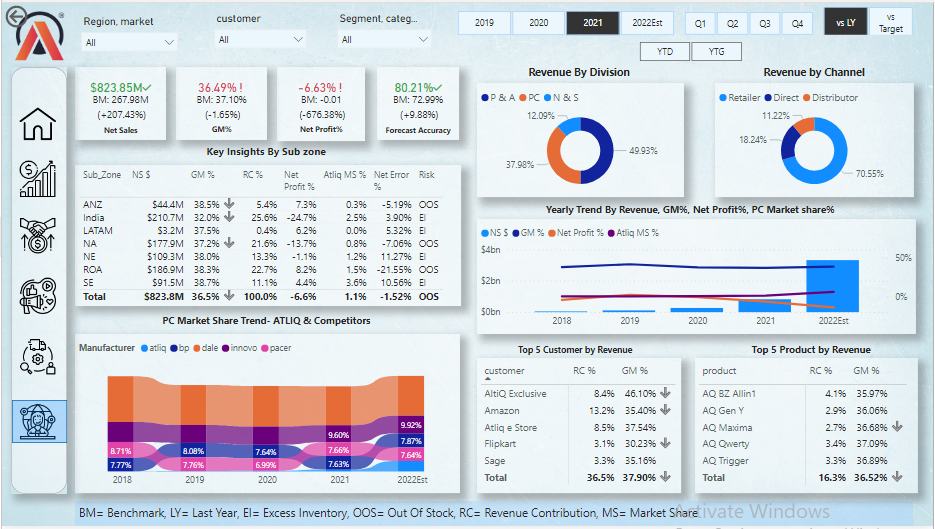 Region, market
customer
Segment, categ...
All
All
All
2019 2020 2021 2022Est
Q1 Q2 Q3 Q4
vs LY
vs Target
YTD YTG
$823.85M✓
BM: 267.98M
(+207.43%)
Net Sales
36.49% !
BM: 37.10%
(-1.65%)
GM%
-6.63% !
BM: -0.01
(-676.38%)
Net Profit%
80.21%✓
BM: 72.99%
(+9.88%)
Forecast Accuracy
Revenue By Division
P & A PC N & S
12.09%
37.98%
49.93%
Revenue by Channel
Retailer Direct Distributor
11.22%
18.24%
70.55%
Key Insights By Sub zone
Sub_Zone NS $ GM % RC % Net Profit % Atliq MS % Net Error % Risk
ANZ $44.4M 38.5% 5.4% 7.3% 0.3% -5.19% OOS
India $210.7M 32.0% 25.6% -24.7% 2.5% 3.90% EI
LATAM $3.2M 37.5% 0.4% 6.2% 0.0% 5.32% EI
NA $177.9M 37.2% 21.6% -13.7% 0.8% -7.06% OOS
NE $109.3M 38.0% 13.3% -1.1% 1.2% 11.27% EI
ROA $186.9M 38.3% 22.7% 8.2% 1.5% -21.55% OOS
SE $91.5M 38.7% 11.1% 4.4% 3.6% 10.56% EI
Total $823.8M 36.5% 100.0% -6.6% 1.1% -1.52% OOS
Yearly Trend By Revenue, GM%, Net Profit%, PC Market share%
NS $ GM % Net Profit % Atliq MS %
$4bn
$2bn
$0bn
50%
0%
2018 2019 2020 2021 2022Est
PC Market Share Trend- ATLIQ & Competitors
Manufacturer atliq bp dale innovo pacer
8.71%
7.77%
8.08%
7.76%
7.64%
6.99%
9.60%
7.66%
7.63%
9.92%
7.87%
7.64%
2018 2019 2020 2021 2022Est
Top 5 Customer by Revenue
customer RC % GM %
AltiQ Exclusive 8.4% 46.10%
Amazon 13.2% 35.40%
Atliq e Store 8.5% 37.54%
Flipkart 3.1% 30.23%
Sage 3.3% 35.16%
Total 36.5% 37.90%
Top 5 Product by Revenue
product RC % GM %
AQ BZ Allin1 4.1% 35.97%
AQ Gen Y 2.9% 36.06%
AQ Maxima 2.7% 36.68%
AQ Qwerty 3.4% 37.09%
AQ Trigger 3.3% 36.89%
Total 16.3% 36.52%
BM= Benchmark, LY= Last Year, EI= Excess Inventory, OOS= Out Of Stock, RC= Revenue Contribution, MS= Market Share
Activate Windows